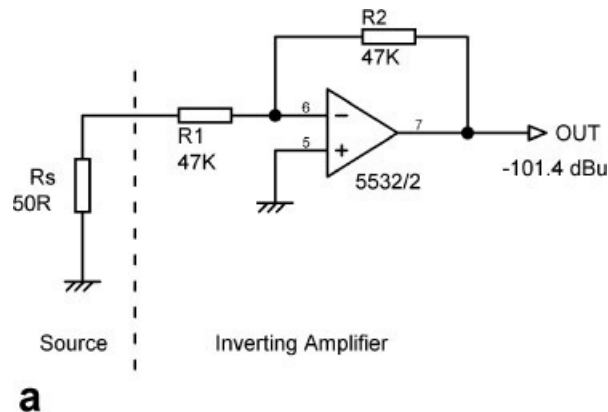 R2
47K
6
R1
47K
5
7
5532/2
OUT
-101.4 dBu
Rs
50R
Source
Inverting Amplifier
a